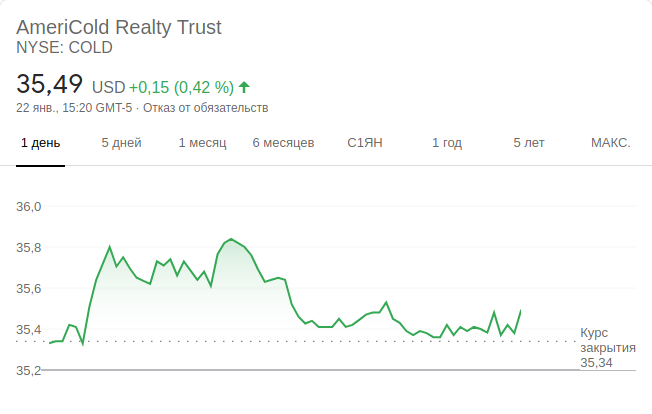 AmeriCold Realty Trust
NYSE: COLD
35,49 USD +0,15 (0,42 %)
22 янв., 15:20 GMT-5 · Отказ от обязательств
1 день 5 дней 1 месяц 6 месяцев С1ЯН 1 год 5 лет МАКС.
36,0
35,8
35,6
35,4
Курс
закрытия
35,34
35,2